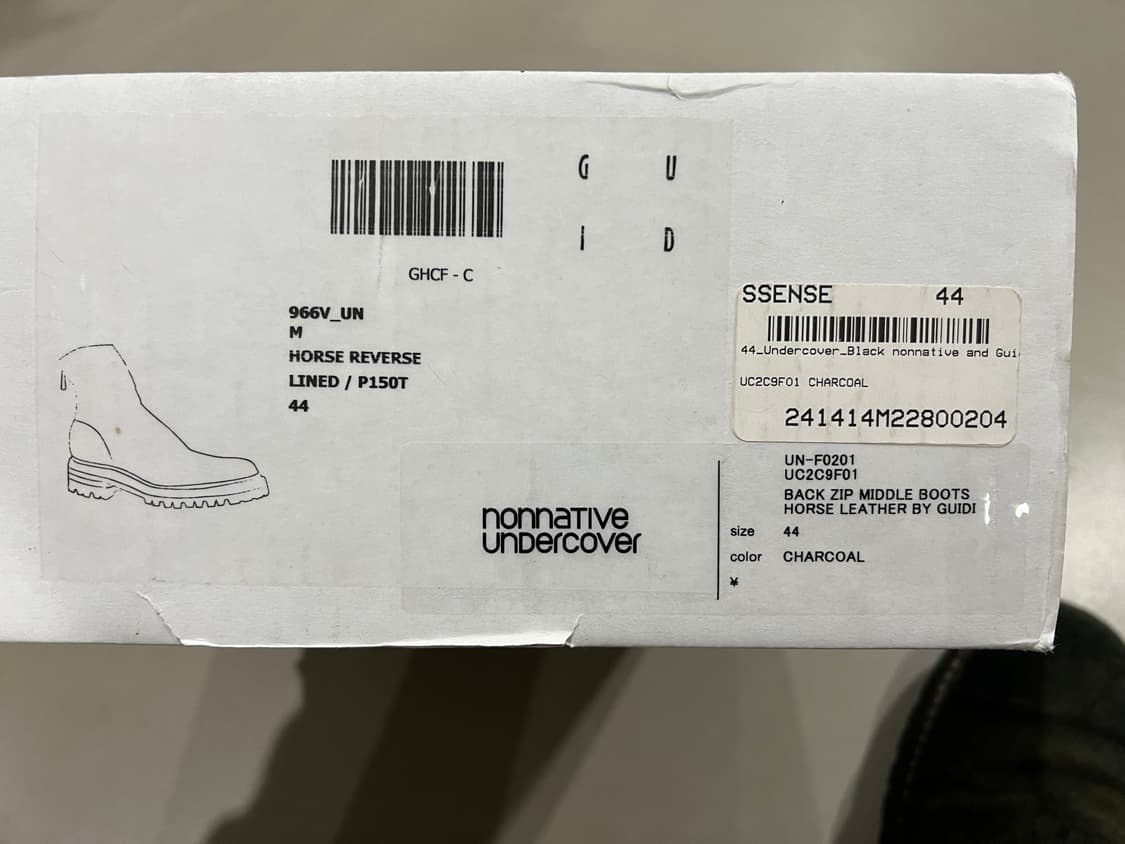 G U
I D
GHCF - C
966V_UN
M
HORSE REVERSE
LINED / P150T
44
SSENSE 44
44_Undercover_Black nonnative and Gui
UC2C9F01 CHARCOAL
241414M22800204
nonnative
undercover
UN-F0201
UC2C9F01
BACK ZIP MIDDLE BOOTS
HORSE LEATHER BY GUIDI
size 44
color CHARCOAL
¥